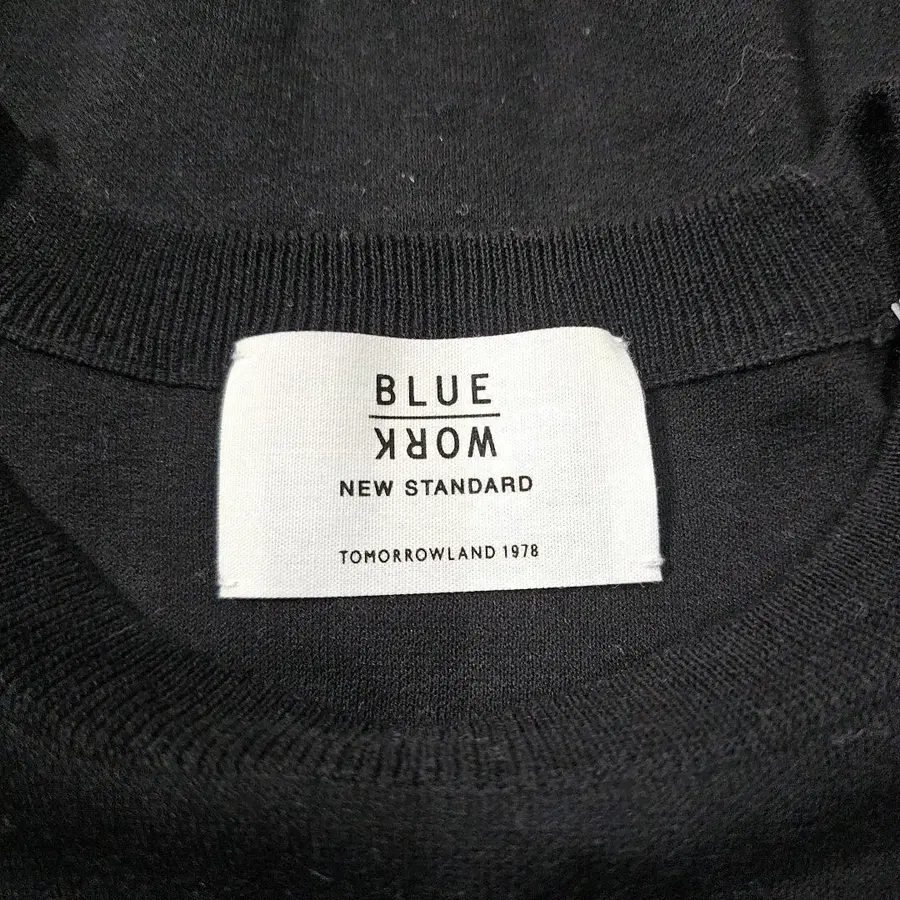 BLUE
WORK
NEW STANDARD
TOMORROWLAND 1978